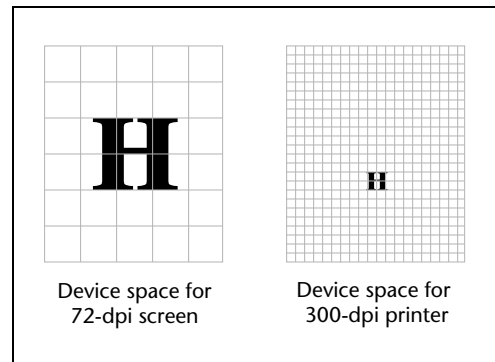 H
H
Device space for
72-dpi screen
Device space for
300-dpi printer